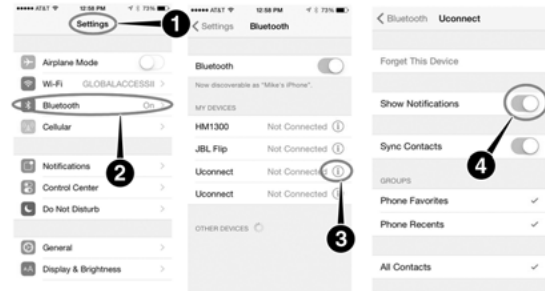 AT&T 12:58 PM 73%
Settings
1
Airplane Mode
Wi-Fi GLOBALACCESSII
Bluetooth On
2
Cellular
Notifications
Control Center
Do Not Disturb
General
Display & Brightness
AT&T 12:58 PM 73%
Settings Bluetooth
Bluetooth
Now discoverable as "Mike's iPhone".
MY DEVICES
HM1300 Not Connected
JBL Flip Not Connected
Uconnect Not Connected
Uconnect Not Connected
3
OTHER DEVICES
Bluetooth Uconnect
Forget This Device
Show Notifications
4
Sync Contacts
GROUPS
Phone Favorites
Phone Recents
All Contacts